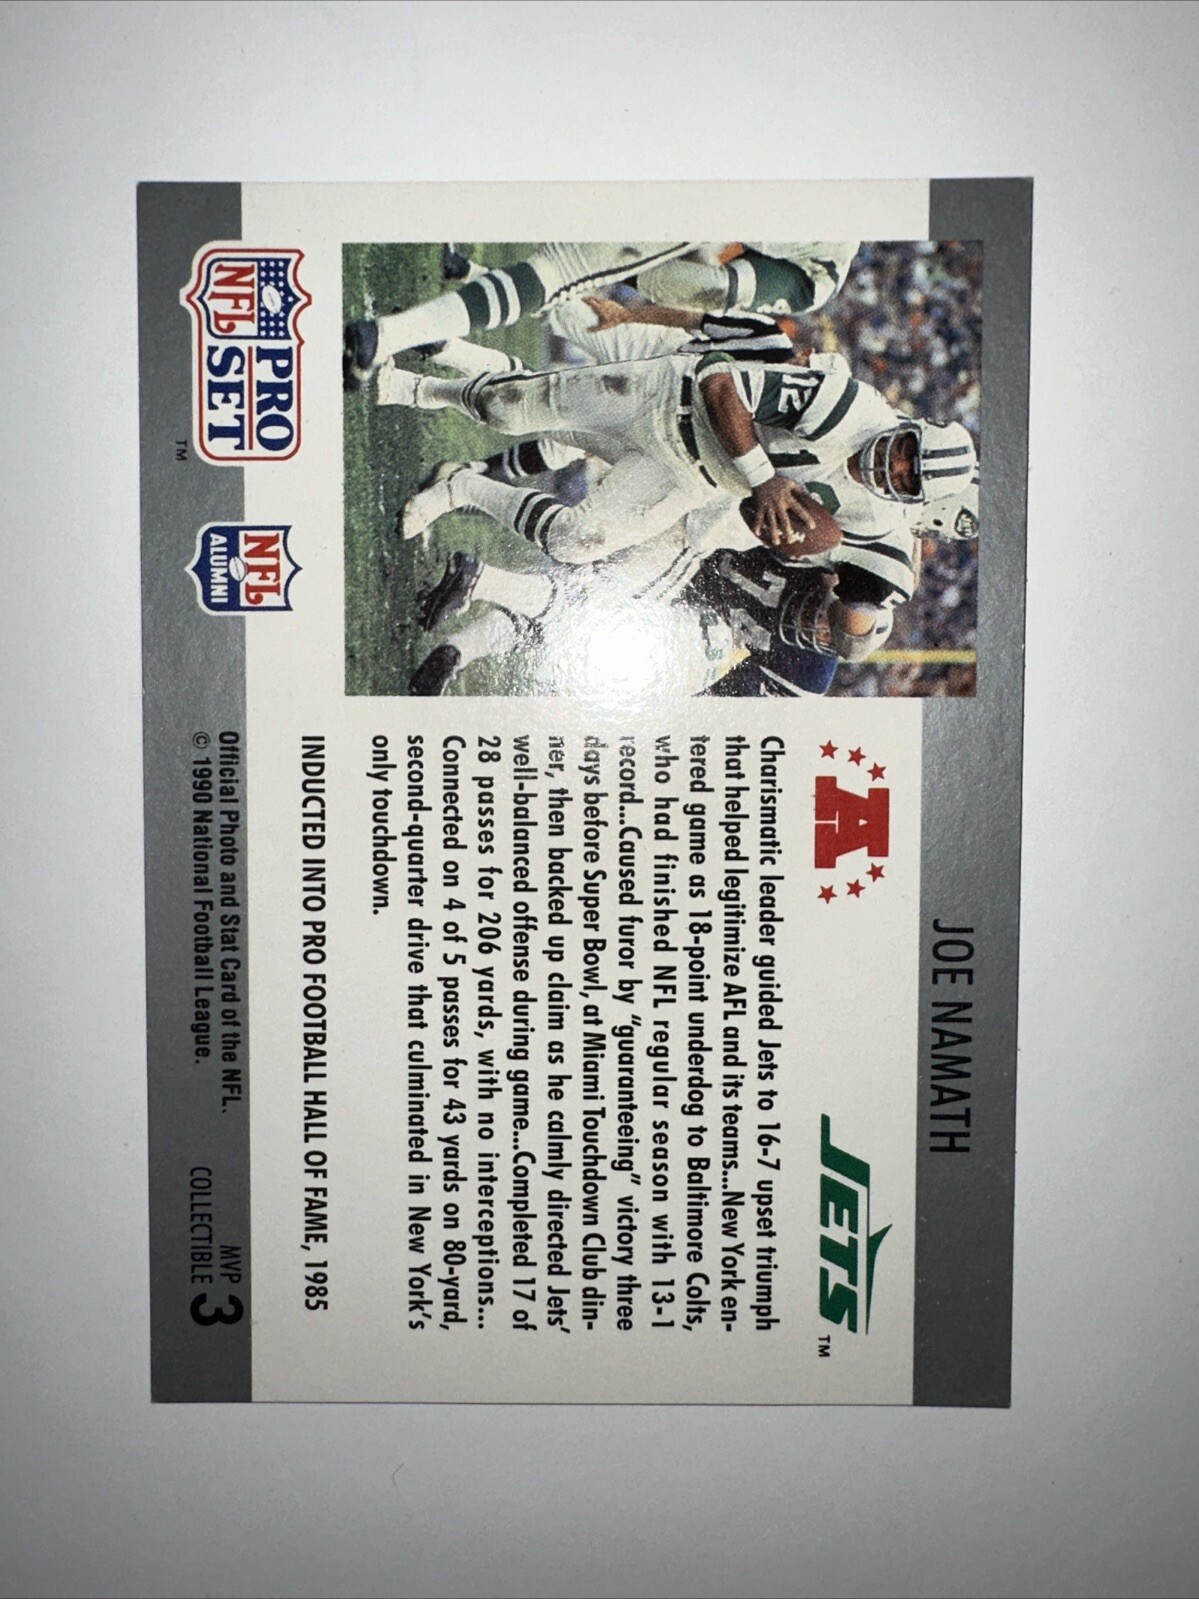 JOE NAMATH
A
JETS™
Charismatic leader guided Jets to 16-7 upset triumph
that helped legitimize AFL and its teams...New York en-
tered game as 18-point underdog to Baltimore Colts,
who had finished NFL regular season with 13-1
record...Caused furor by "guaranteeing" victory three
days before Super Bowl, at Miami Touchdown Club din-
ner, then backed up claim as he calmly directed Jets'
well-balanced offense during game...Completed 17 of
28 passes for 206 yards, with no interceptions...
Connected on 4 of 5 passes for 43 yards on 80-yard,
second-quarter drive that culminated in New York's
only touchdown.
INDUCTED INTO PRO FOOTBALL HALL OF FAME, 1985
12
12
74
PRO
NFL SET™
NFL
ALUMNI
Official Photo and Stat Card of the NFL.
© 1990 National Football League.
MVP
COLLECTIBLE 3